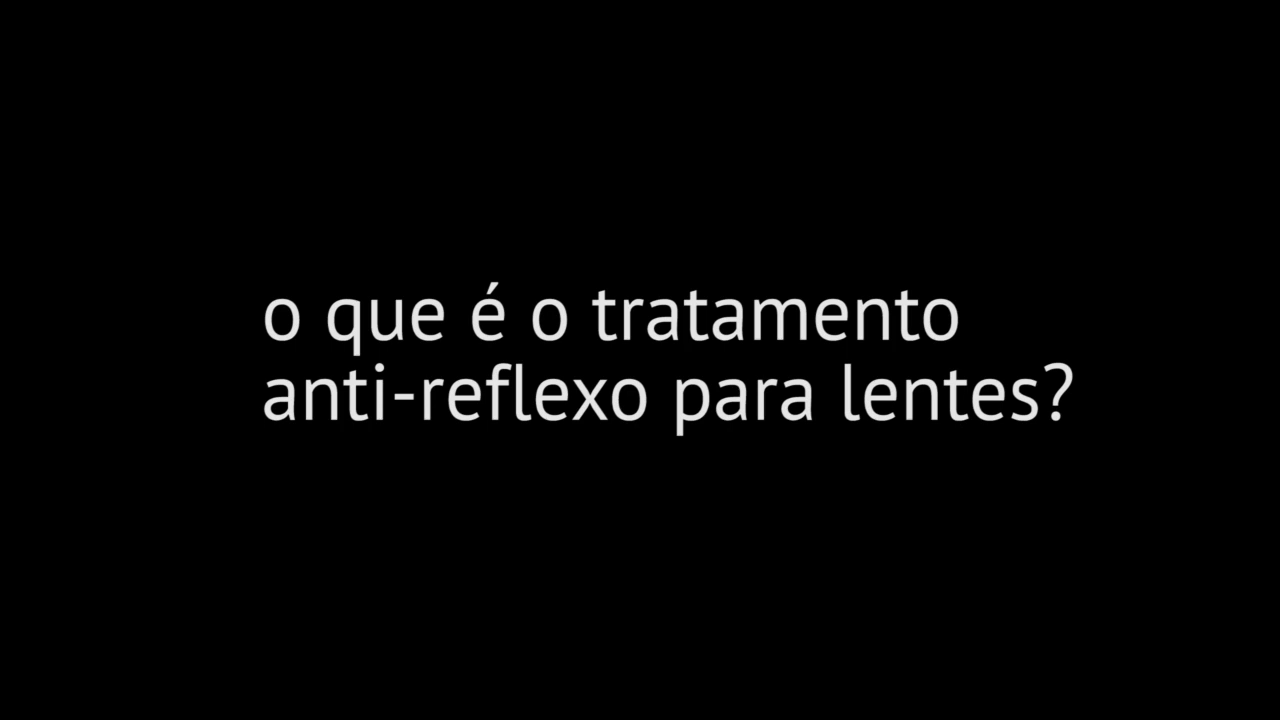 o que é o tratamento
anti-reflexo para lentes?